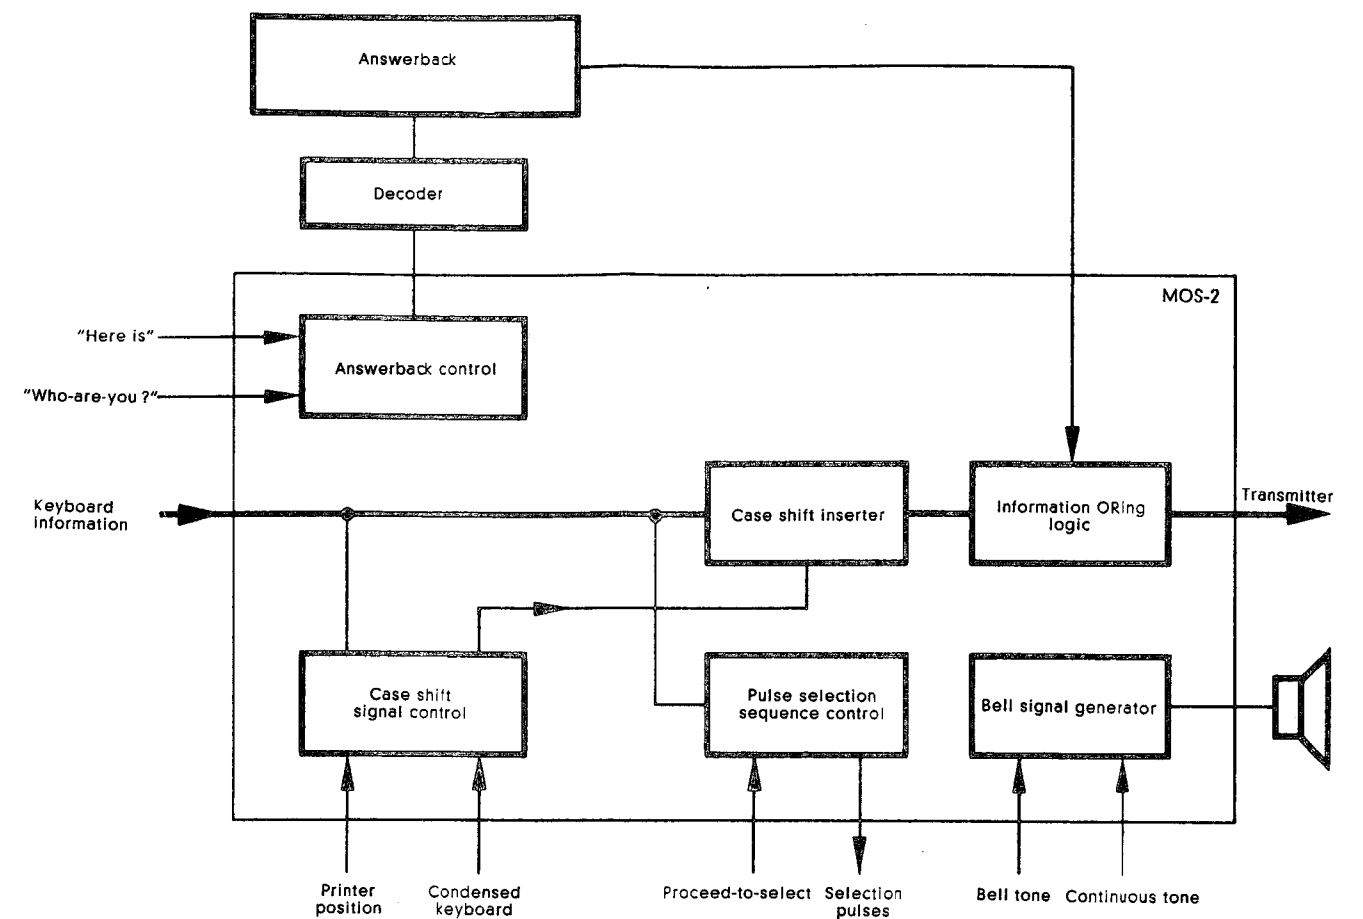 Answerback
Decoder
MOS-2
"Here is"
Answerback control
"Who-are-you?"
Keyboard
information
Case shift inserter
Information ORing
logic
Transmitter
Case shift
signal control
Pulse selection
sequence control
Bell signal generator
Printer
position
Condensed
keyboard
Proceed-to-select
Selection
pulses
Bell tone
Continuous tone